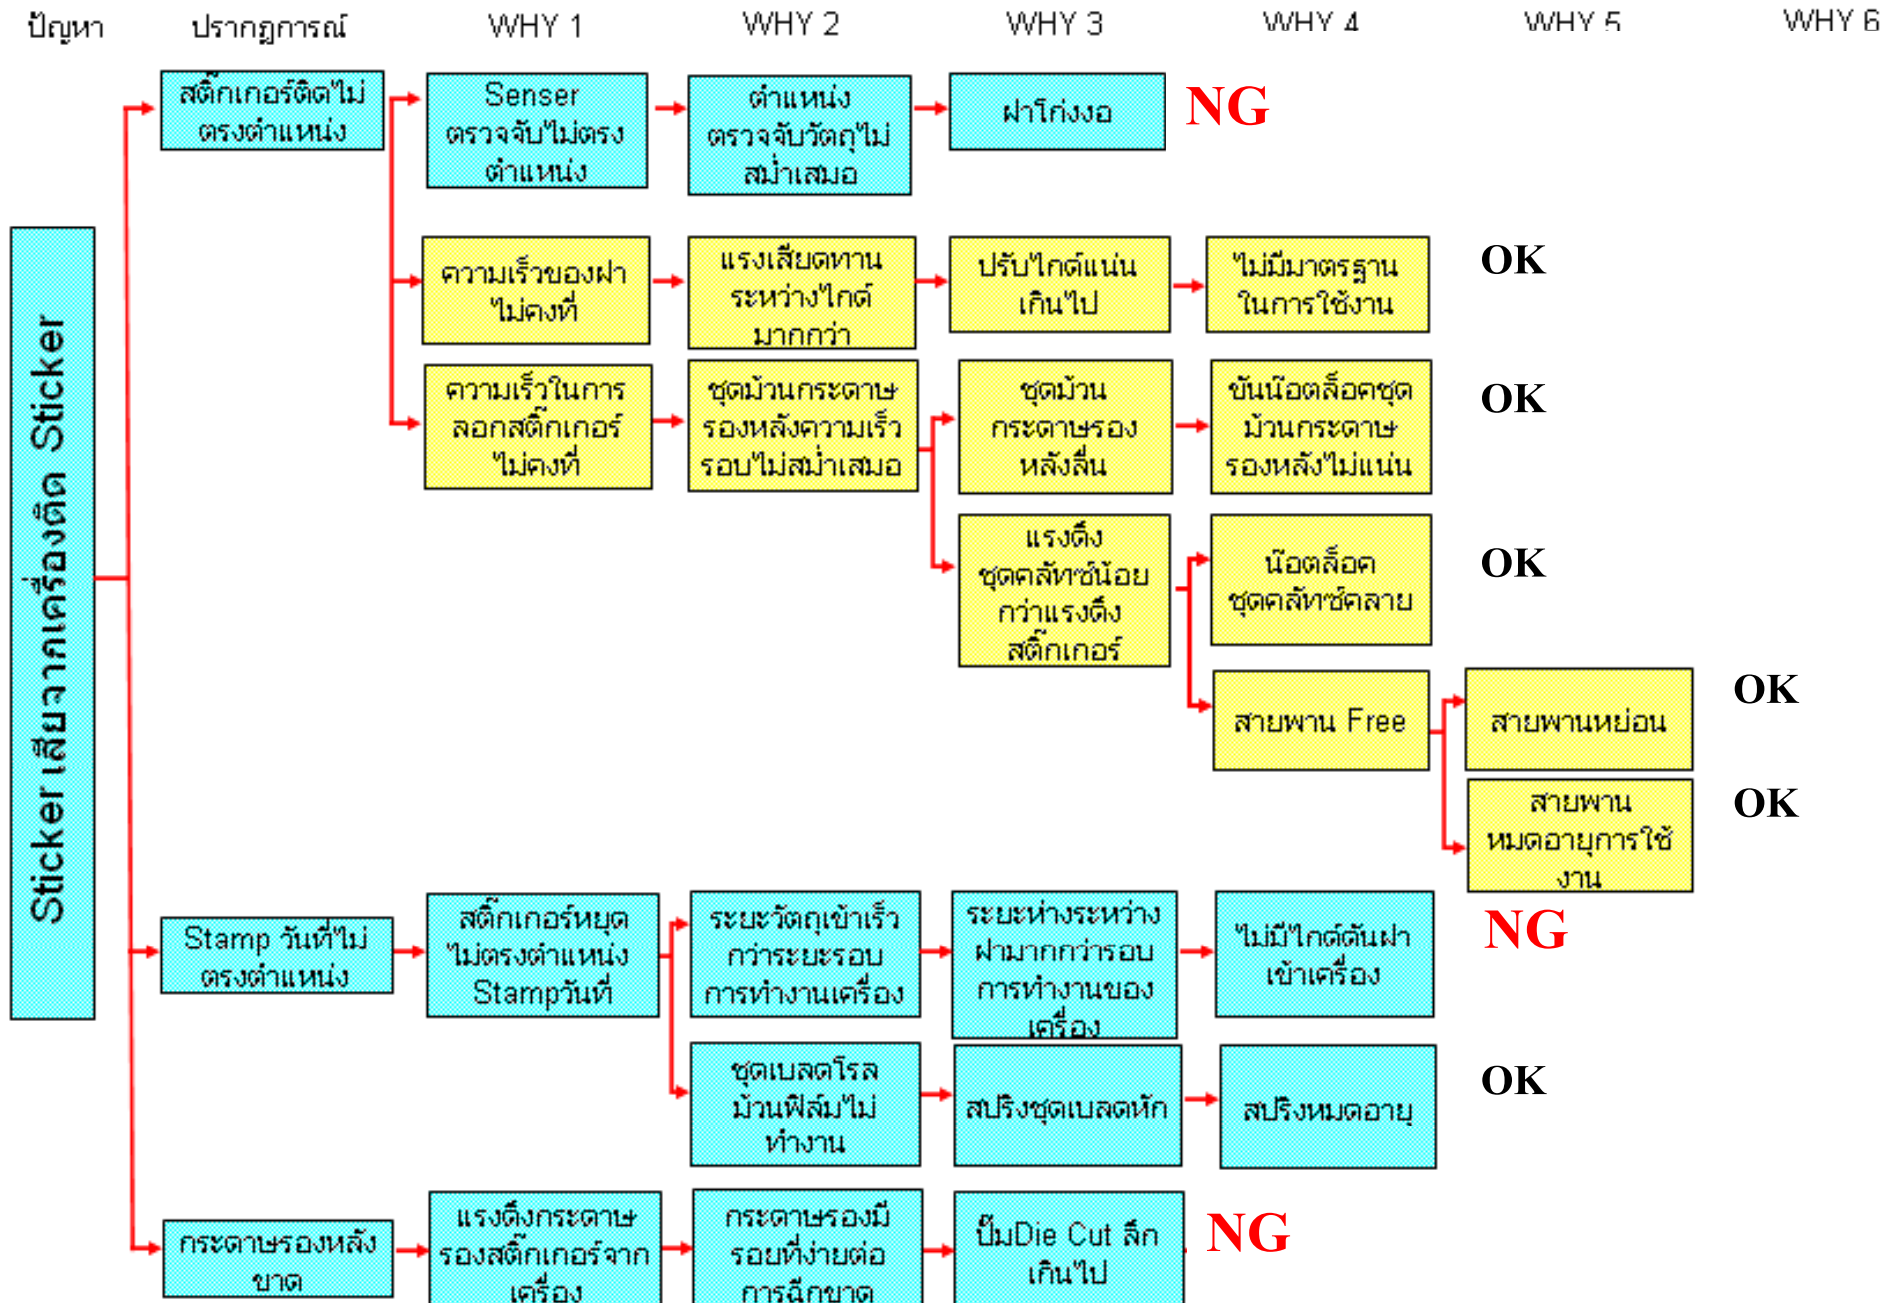 ปัญหา
ปรากฏการณ์
WHY 1
WHY 2
WHY 3
WHY 4
WHY 5
WHY 6
Sticker เสียจากเครื่องติด Sticker
สติ๊กเกอร์ติดไม่
ตรงตำแหน่ง
Senser
ตรวจจับไม่ตรง
ตำแหน่ง
ตำแหน่ง
ตรวจจับวัตถุไม่
สม่ำเสมอ
ฝาโก่งงอ
NG
ความเร็วของฝา
ไม่คงที่
แรงเสียดทาน
ระหว่างไกด์
มากกว่า
ปรับไกด์แน่น
เกินไป
ไม่มีมาตรฐาน
ในการใช้งาน
OK
ความเร็วในการ
ลอกสติ๊กเกอร์
ไม่คงที่
ชุดม้วนกระดาษ
รองหลังความเร็ว
รอบไม่สม่ำเสมอ
ชุดม้วน
กระดาษรอง
หลังลื่น
ขันน๊อตล็อคชุด
ม้วนกระดาษ
รองหลังไม่แน่น
OK
แรงดึง
ชุดคลัทซ์น้อย
กว่าแรงดึง
สติ๊กเกอร์
น๊อตล็อค
ชุดคลัทซ์คลาย
OK
สายพาน Free
สายพานหย่อน
OK
สายพาน
หมดอายุการใช้
งาน
OK
Stamp วันที่ไม่
ตรงตำแหน่ง
สติ๊กเกอร์หยุด
ไม่ตรงตำแหน่ง
Stampวันที่
ระยะวัตถุเข้าเร็ว
กว่าระยะรอบ
การทำงานเครื่อง
ระยะห่างระหว่าง
ฝามากกว่ารอบ
การทำงานของ
เครื่อง
ไม่มีไกด์ดันฝา
เข้าเครื่อง
NG
ชุดเบลดโรล
ม้วนฟิล์มไม่
ทำงาน
สปริงชุดเบลดหัก
สปริงหมดอายุ
OK
กระดาษรองหลัง
ขาด
แรงดึงกระดาษ
รองสติ๊กเกอร์จาก
เครื่อง
กระดาษรองมี
รอยที่ง่ายต่อ
การฉีกขาด
ปั๊มDie Cut ลึก
เกินไป
NG